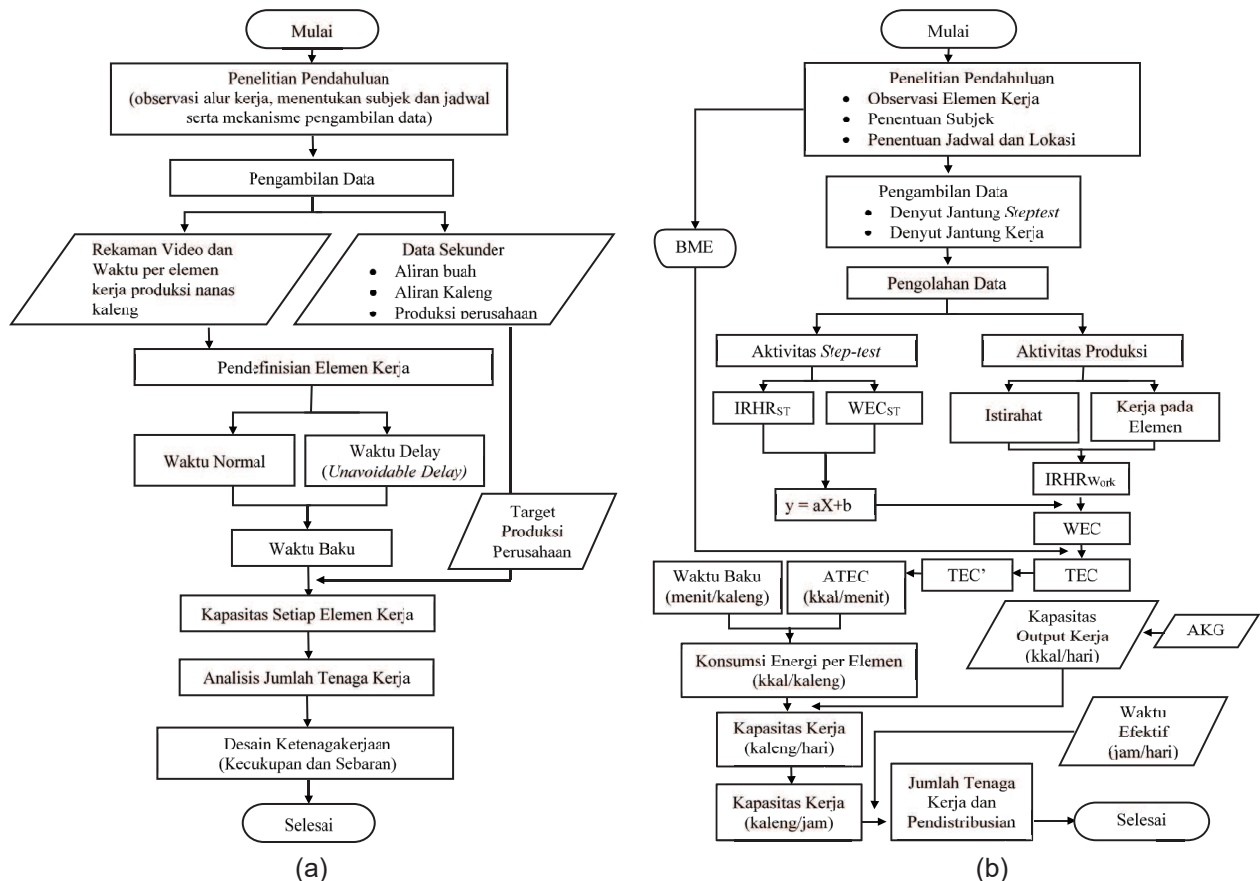 Mulai
Penelitian Pendahuluan
(observasi alur kerja, menentukan subjek dan jadwal
serta mekanisme pengambilan data)
Pengambilan Data
Rekaman Video dan
Waktu per elemen
kerja produksi nanas
kaleng
Data Sekunder
• Aliran buah
• Aliran Kaleng
• Produksi perusahaan
Pendefinisian Elemen Kerja
Waktu Normal
Waktu Delay
(Unavoidable Delay)
Waktu Baku
Target
Produksi
Perusahaan
Kapasitas Setiap Elemen Kerja
Analisis Jumlah Tenaga Kerja
Desain Ketenagakerjaan
(Kecukupan dan Sebaran)
Selesai
(a)
Mulai
Penelitian Pendahuluan
• Observasi Elemen Kerja
• Penentuan Subjek
• Penentuan Jadwal dan Lokasi
Pengambilan Data
• Denyut Jantung Steptest
• Denyut Jantung Kerja
BME
Pengolahan Data
Aktivitas Step-test
Aktivitas Produksi
IRHRST
WECST
Istirahat
Kerja pada
Elemen
IRHRWork
y = aX+b
WEC
TEC
TEC’
ATEC
(kkal/menit)
Waktu Baku
(menit/kaleng)
Konsumsi Energi per Elemen
(kkal/kaleng)
Kapasitas
Output Kerja
(kkal/hari)
AKG
Kapasitas Kerja
(kaleng/hari)
Waktu
Efektif
(jam/hari)
Kapasitas Kerja
(kaleng/jam)
Jumlah Tenaga
Kerja dan
Pendistribusian
Selesai
(b)